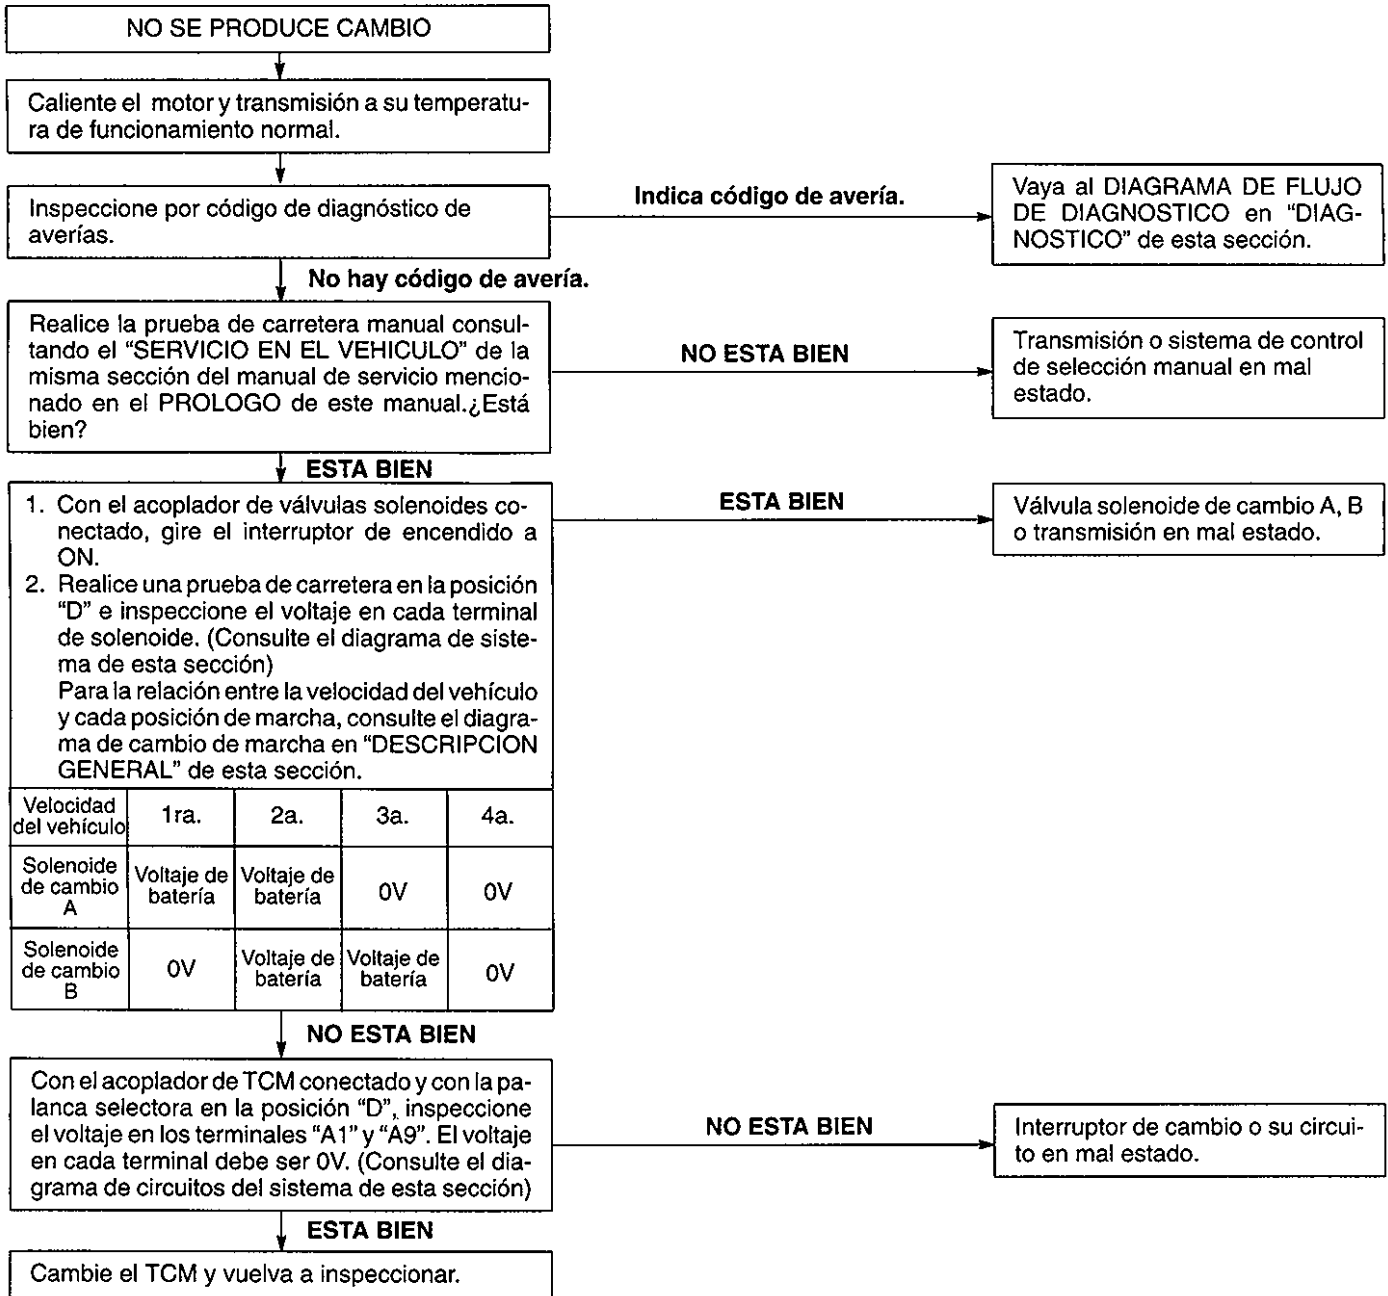 NO SE PRODUCE CAMBIO
Caliente el motor y transmisión a su temperatu-
ra de funcionamiento normal.
Inspeccione por código de diagnóstico de
averías.
Indica código de avería.
Vaya al DIAGRAMA DE FLUJO
DE DIAGNOSTICO en “DIAG-
NOSTICO” de esta sección.
No hay código de avería.
Realice la prueba de carretera manual consul-
tando el “SERVICIO EN EL VEHICULO” de la
misma sección del manual de servicio mencio-
nado en el PROLOGO de este manual.¿Está
bien?
NO ESTA BIEN
Transmisión o sistema de control
de selección manual en mal
estado.
ESTA BIEN
1. Con el acoplador de válvulas solenoides co-
nectado, gire el interruptor de encendido a
ON.
2. Realice una prueba de carretera en la posición
“D” e inspeccione el voltaje en cada terminal
de solenoide. (Consulte el diagrama de siste-
ma de esta sección)
Para la relación entre la velocidad del vehículo
y cada posición de marcha, consulte el diagra-
ma de cambio de marcha en “DESCRIPCION
GENERAL” de esta sección.
ESTA BIEN
Válvula solenoide de cambio A, B
o transmisión en mal estado.
Velocidad
del vehículo
1ra.
2a.
3a.
4a.
Solenoide
de cambio
A
Voltaje de
batería
Voltaje de
batería
0V
0V
Solenoide
de cambio
B
0V
Voltaje de
batería
Voltaje de
batería
0V
NO ESTA BIEN
Con el acoplador de TCM conectado y con la pa-
lanca selectora en la posición “D”, inspeccione
el voltaje en los terminales “A1” y “A9”. El voltaje
en cada terminal debe ser 0V. (Consulte el dia-
grama de circuitos del sistema de esta sección)
NO ESTA BIEN
Interruptor de cambio o su circui-
to en mal estado.
ESTA BIEN
Cambie el TCM y vuelva a inspeccionar.